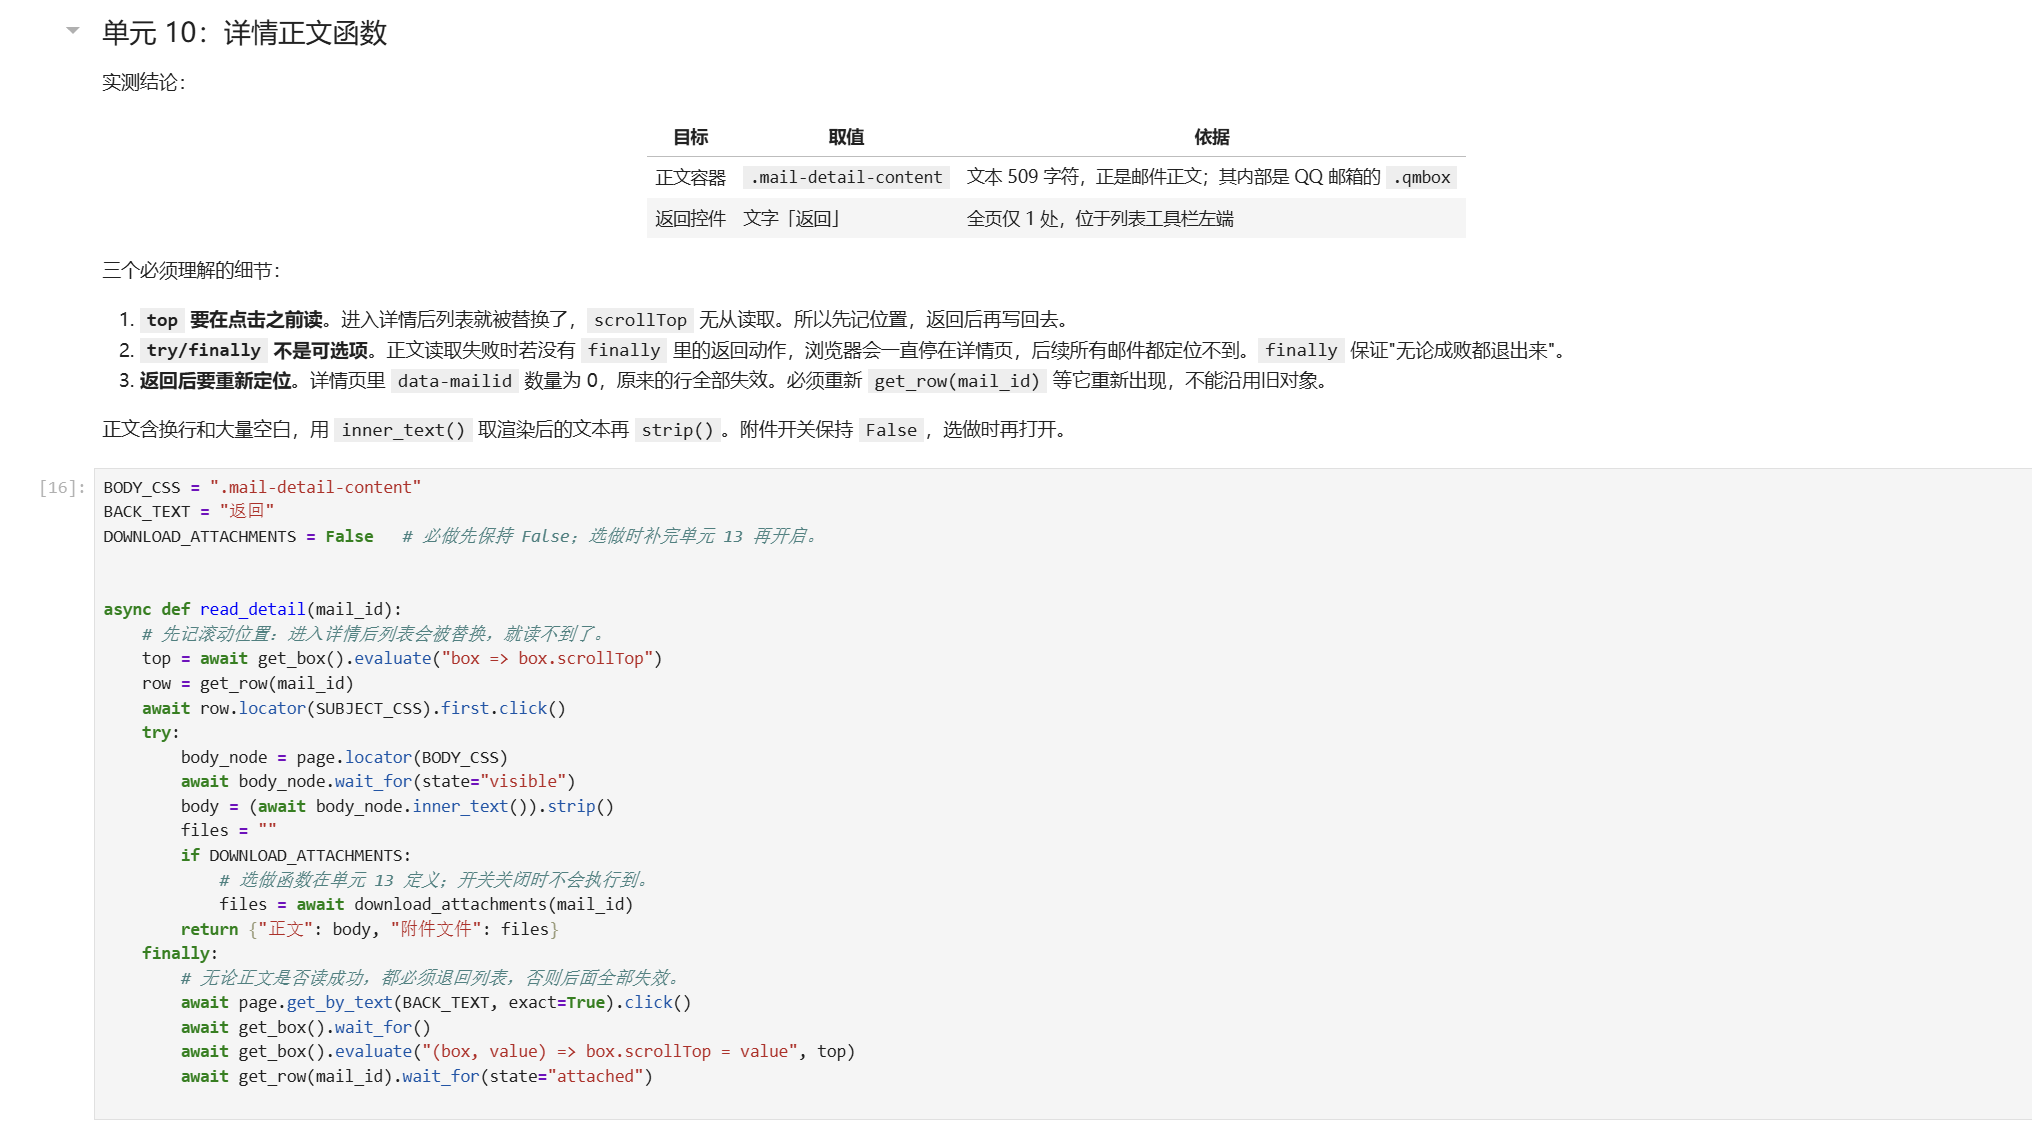 单元 10：详情正文函数
实测结论：
目标 取值 依据
正文容器 .mail-detail-content 文本 509 字符，正是邮件正文；其内部是 QQ 邮箱的 .qmbox
返回控件 文字「返回」 全页仅 1 处，位于列表工具栏左端
三个必须理解的细节：
1. top 要在点击之前读。进入详情后列表就被替换了，scrollTop 无从读取。所以先记位置，返回后再写回去。
2. try/finally 不是可选项。正文读取失败时若没有 finally 里的返回动作，浏览器会一直停在详情页，后续所有邮件都定位不到。finally 保证"无论成败都退出来"。
3. 返回后要重新定位。详情页里 data-mailid 数量为 0，原来的行全部失效。必须重新 get_row(mail_id) 等它重新出现，不能沿用旧对象。
正文含换行和大量空白，用 inner_text() 取渲染后的文本再 strip()。附件开关保持 False，选做时再打开。
[16]: BODY_CSS = ".mail-detail-content"
BACK_TEXT = "返回"
DOWNLOAD_ATTACHMENTS = False   # 必做先保持 False；选做时补完单元 13 再开启。
async def read_detail(mail_id):
    # 先记滚动位置：进入详情后列表会被替换，就读不到了。
    top = await get_box().evaluate("box => box.scrollTop")
    row = get_row(mail_id)
    await row.locator(SUBJECT_CSS).first.click()
    try:
        body_node = page.locator(BODY_CSS)
        await body_node.wait_for(state="visible")
        body = (await body_node.inner_text()).strip()
        files = ""
        if DOWNLOAD_ATTACHMENTS:
            # 选做函数在单元 13 定义；开关关闭时不会执行到。
            files = await download_attachments(mail_id)
        return {"正文": body, "附件文件": files}
    finally:
        # 无论正文是否读成功，都必须退回列表，否则后面全部失效。
        await page.get_by_text(BACK_TEXT, exact=True).click()
        await get_box().wait_for()
        await get_box().evaluate("(box, value) => box.scrollTop = value", top)
        await get_row(mail_id).wait_for(state="attached")